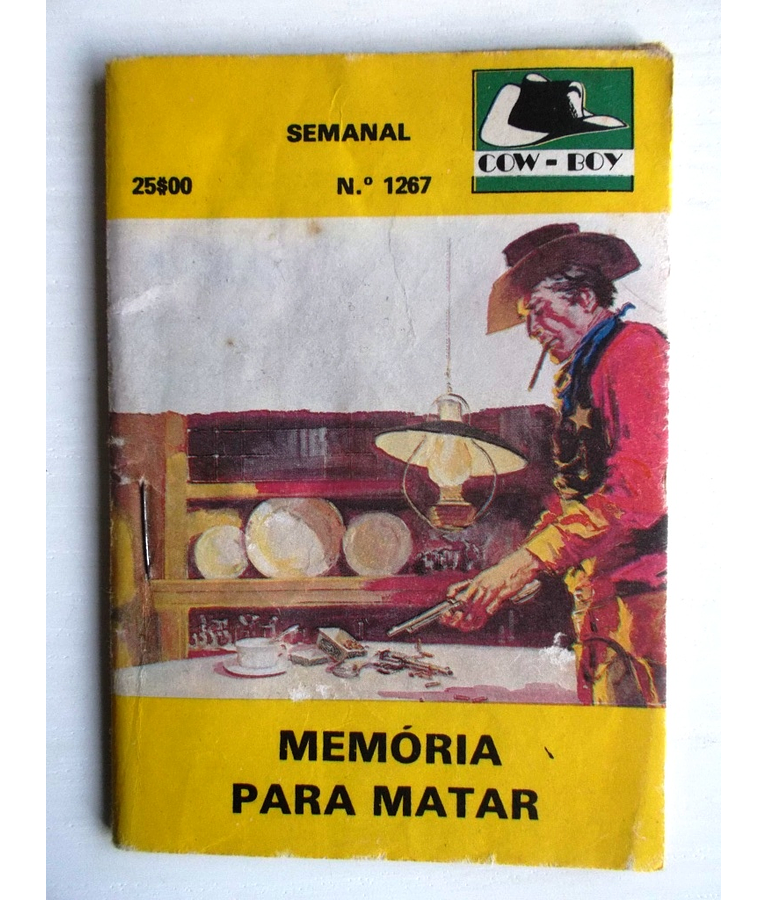 SEMANAL
25$00
N.º 1267
COW - BOY
MEMÓRIA
PARA MATAR